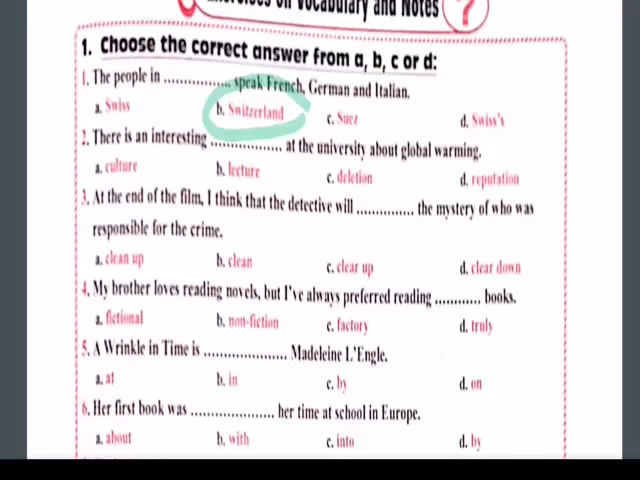 Exercises on Vocabulary and Notes ?
1. Choose the correct answer from a, b, c or d:
1. The people in ................ speak French, German and Italian.
a. Swiss b. Switzerland c. Suez d. Swiss's
2. There is an interesting .................. at the university about global warming.
a. culture b. lecture c. deletion d. reputation
3. At the end of the film, I think that the detective will .............. the mystery of who was
responsible for the crime.
a. clean up b. clean c. clear up d. clear down
4. My brother loves reading novels, but I've always preferred reading ............ books.
a. fictional b. non-fiction c. factory d. truly
5. A Wrinkle in Time is ..................... Madeleine L'Engle.
a. at b. in c. by d. on
6. Her first book was ..................... her time at school in Europe.
a. about b. with c. into d. by